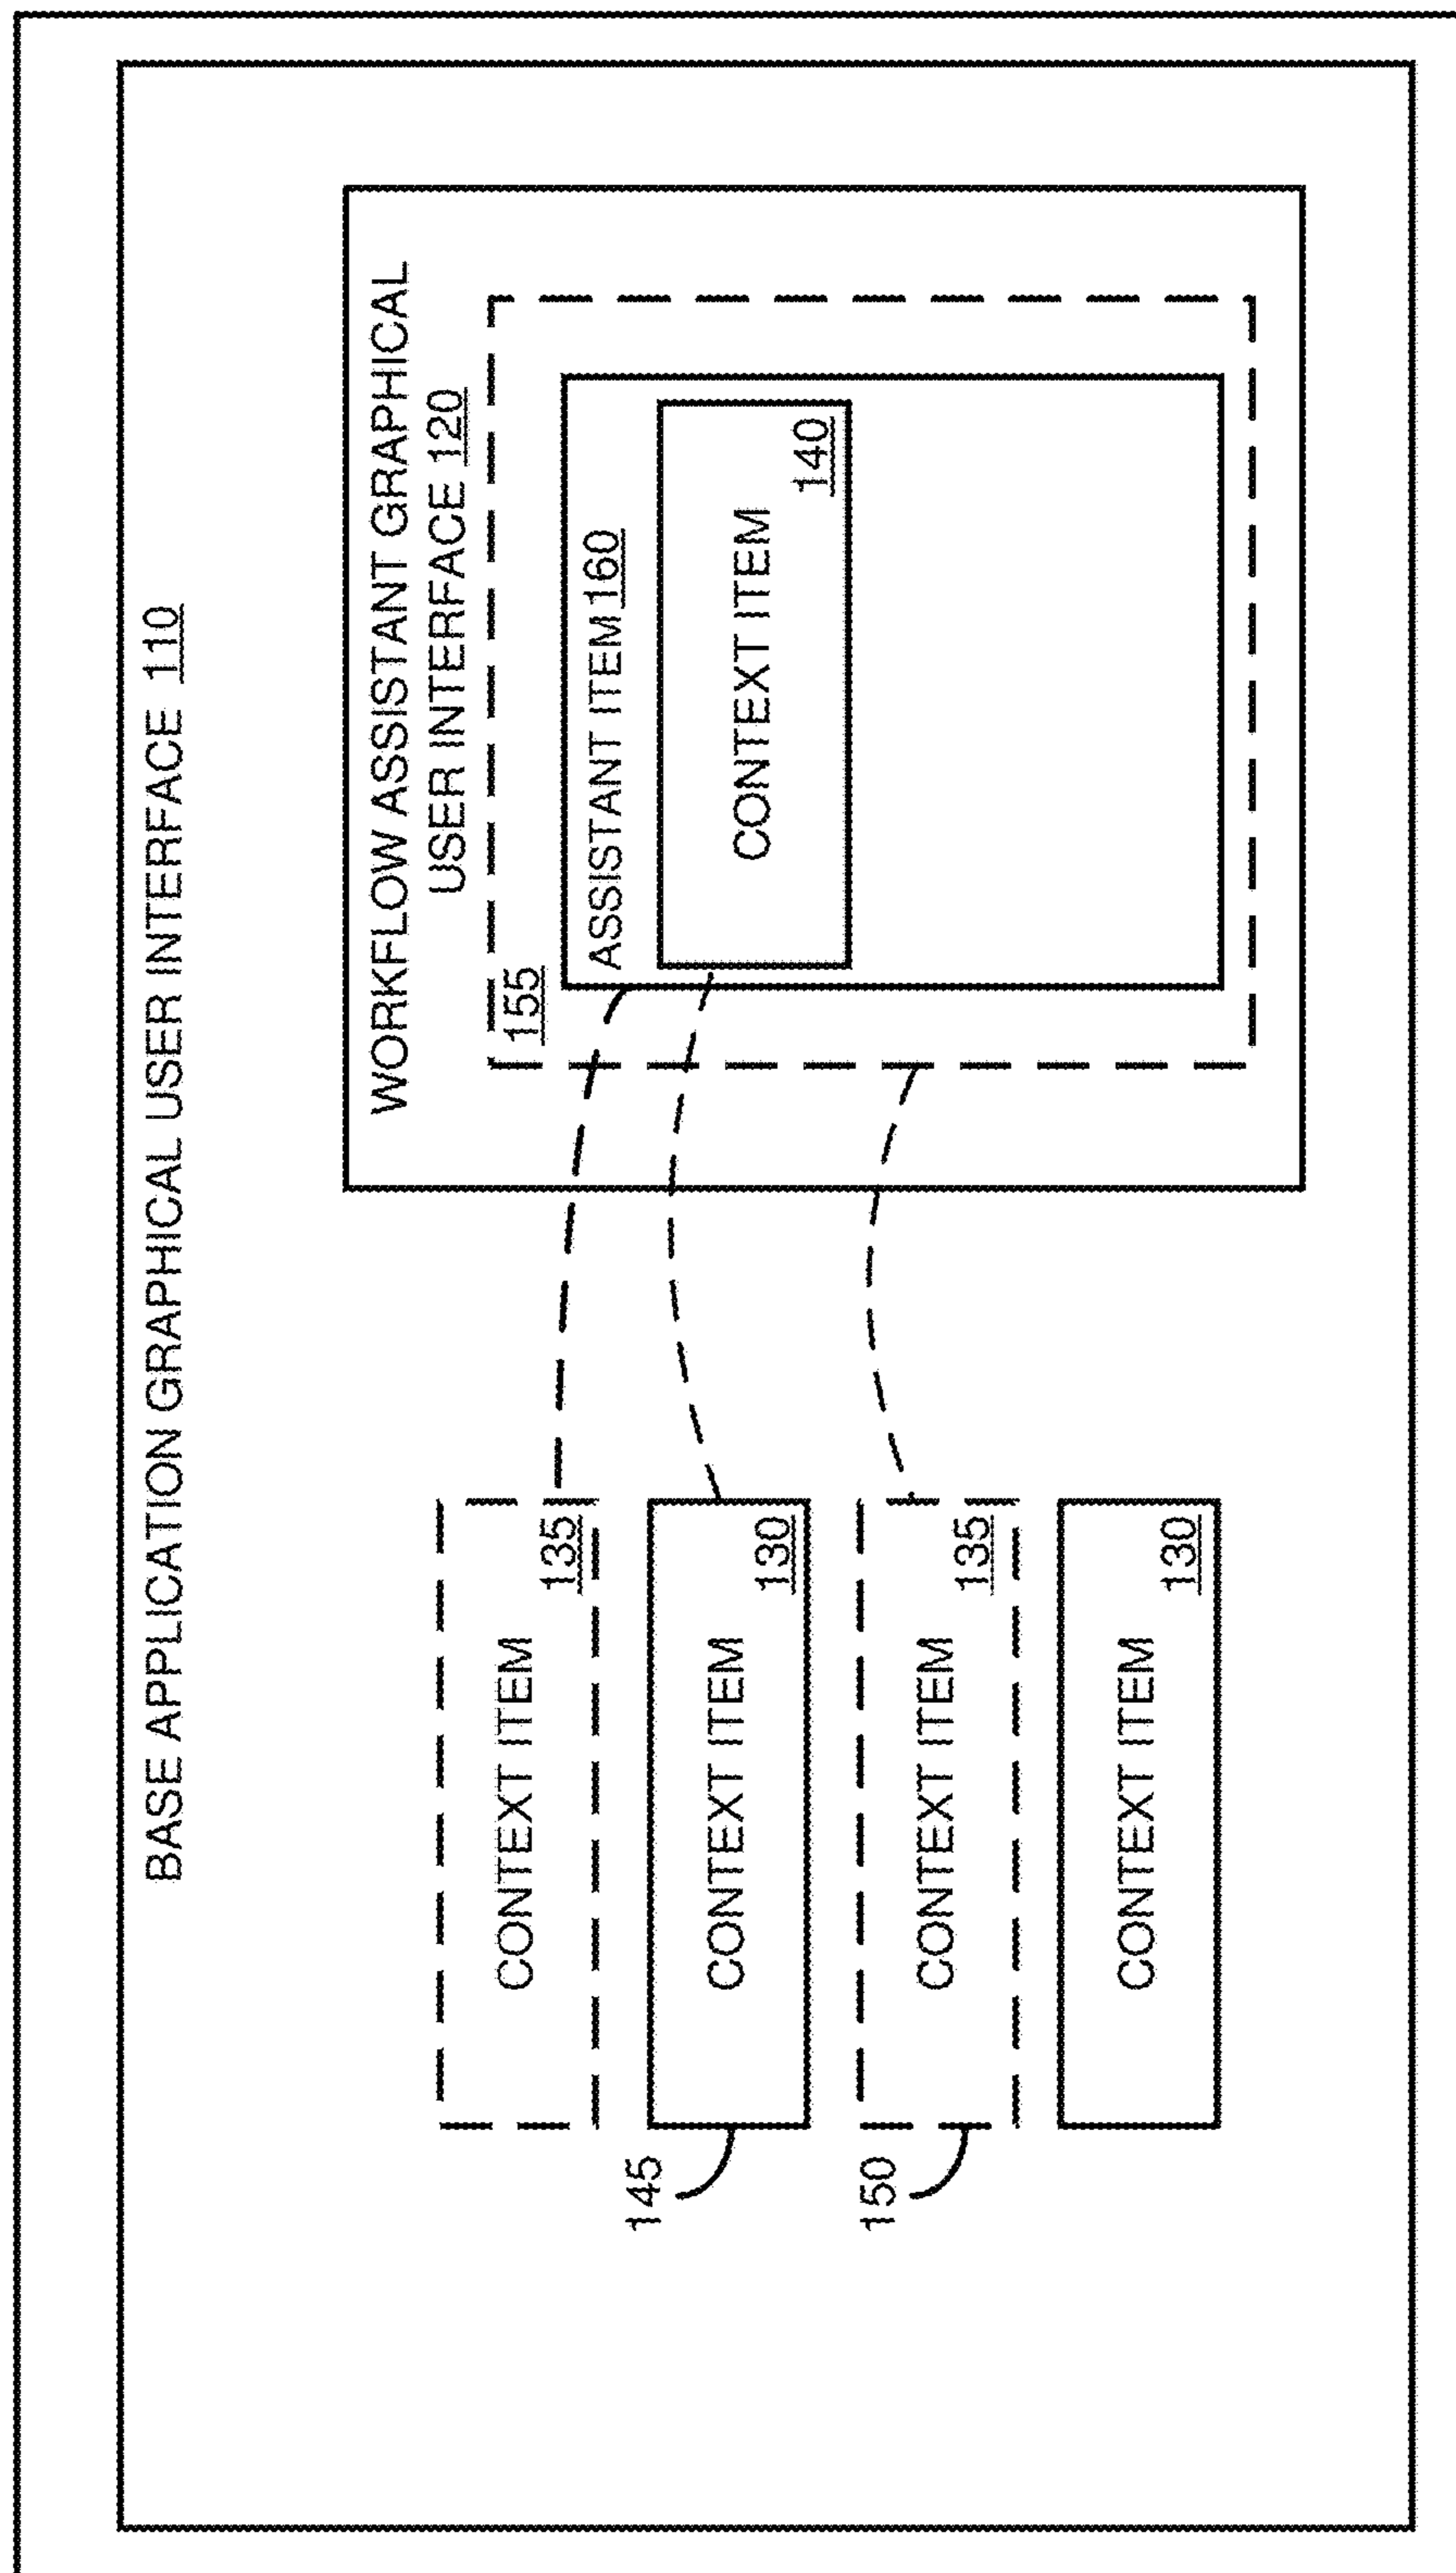 BASE APPLICATION GRAPHICAL USER INTERFACE 110
WORKFLOW ASSISTANT GRAPHICAL
USER INTERFACE 120
155
ASSISTANT ITEM 160
CONTEXT ITEM
140
CONTEXT ITEM
135
145
CONTEXT ITEM
130
150
CONTEXT ITEM
135
CONTEXT ITEM
130